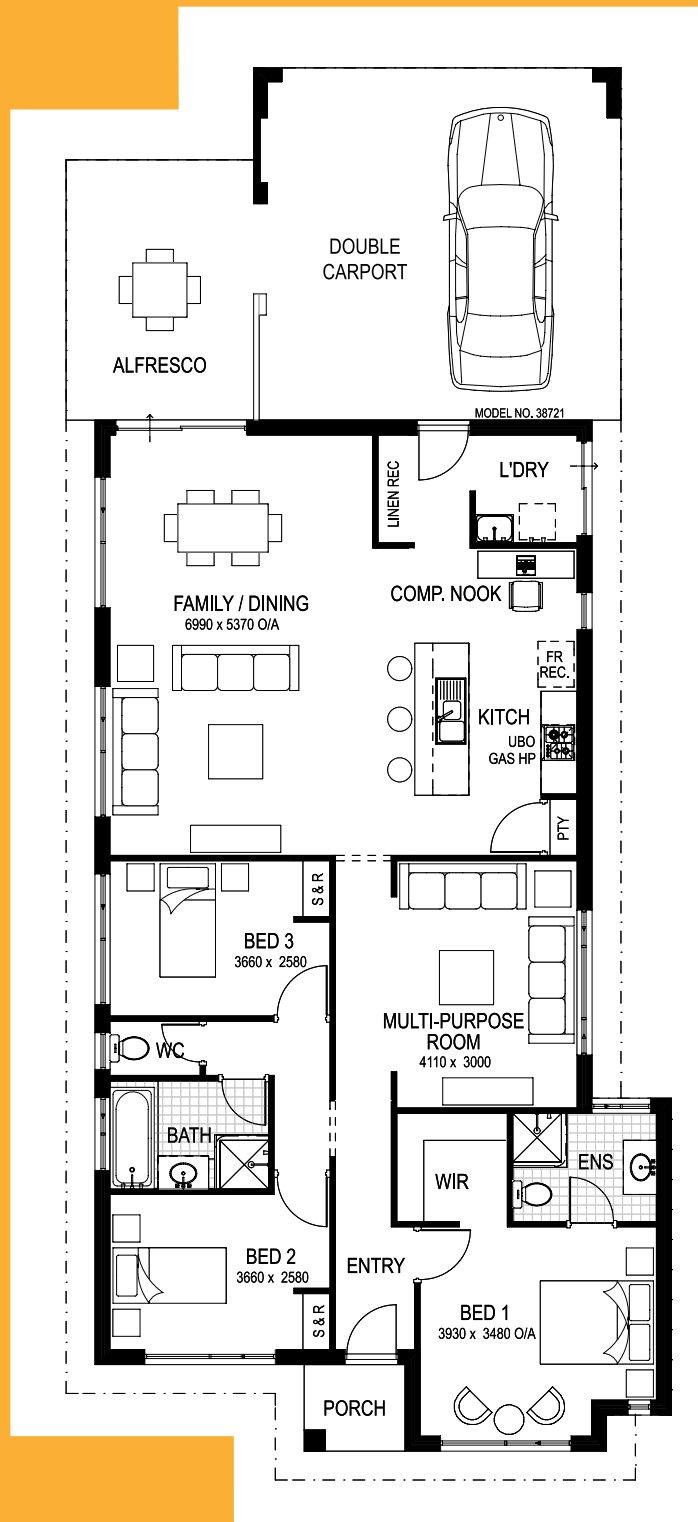 DOUBLE
CARPORT
ALFRESCO
MODEL NO. 38721
LINEN REC
L'DRY
COMP. NOOK
FAMILY / DINING
6990 x 5370 O/A
FR
REC.
KITCH
UBO
GAS HP
PTY
S & R
BED 3
3660 x 2580
MULTI-PURPOSE
ROOM
4110 x 3000
WC
BATH
WIR
ENS
BED 2
3660 x 2580
ENTRY
S & R
BED 1
3930 x 3480 O/A
PORCH